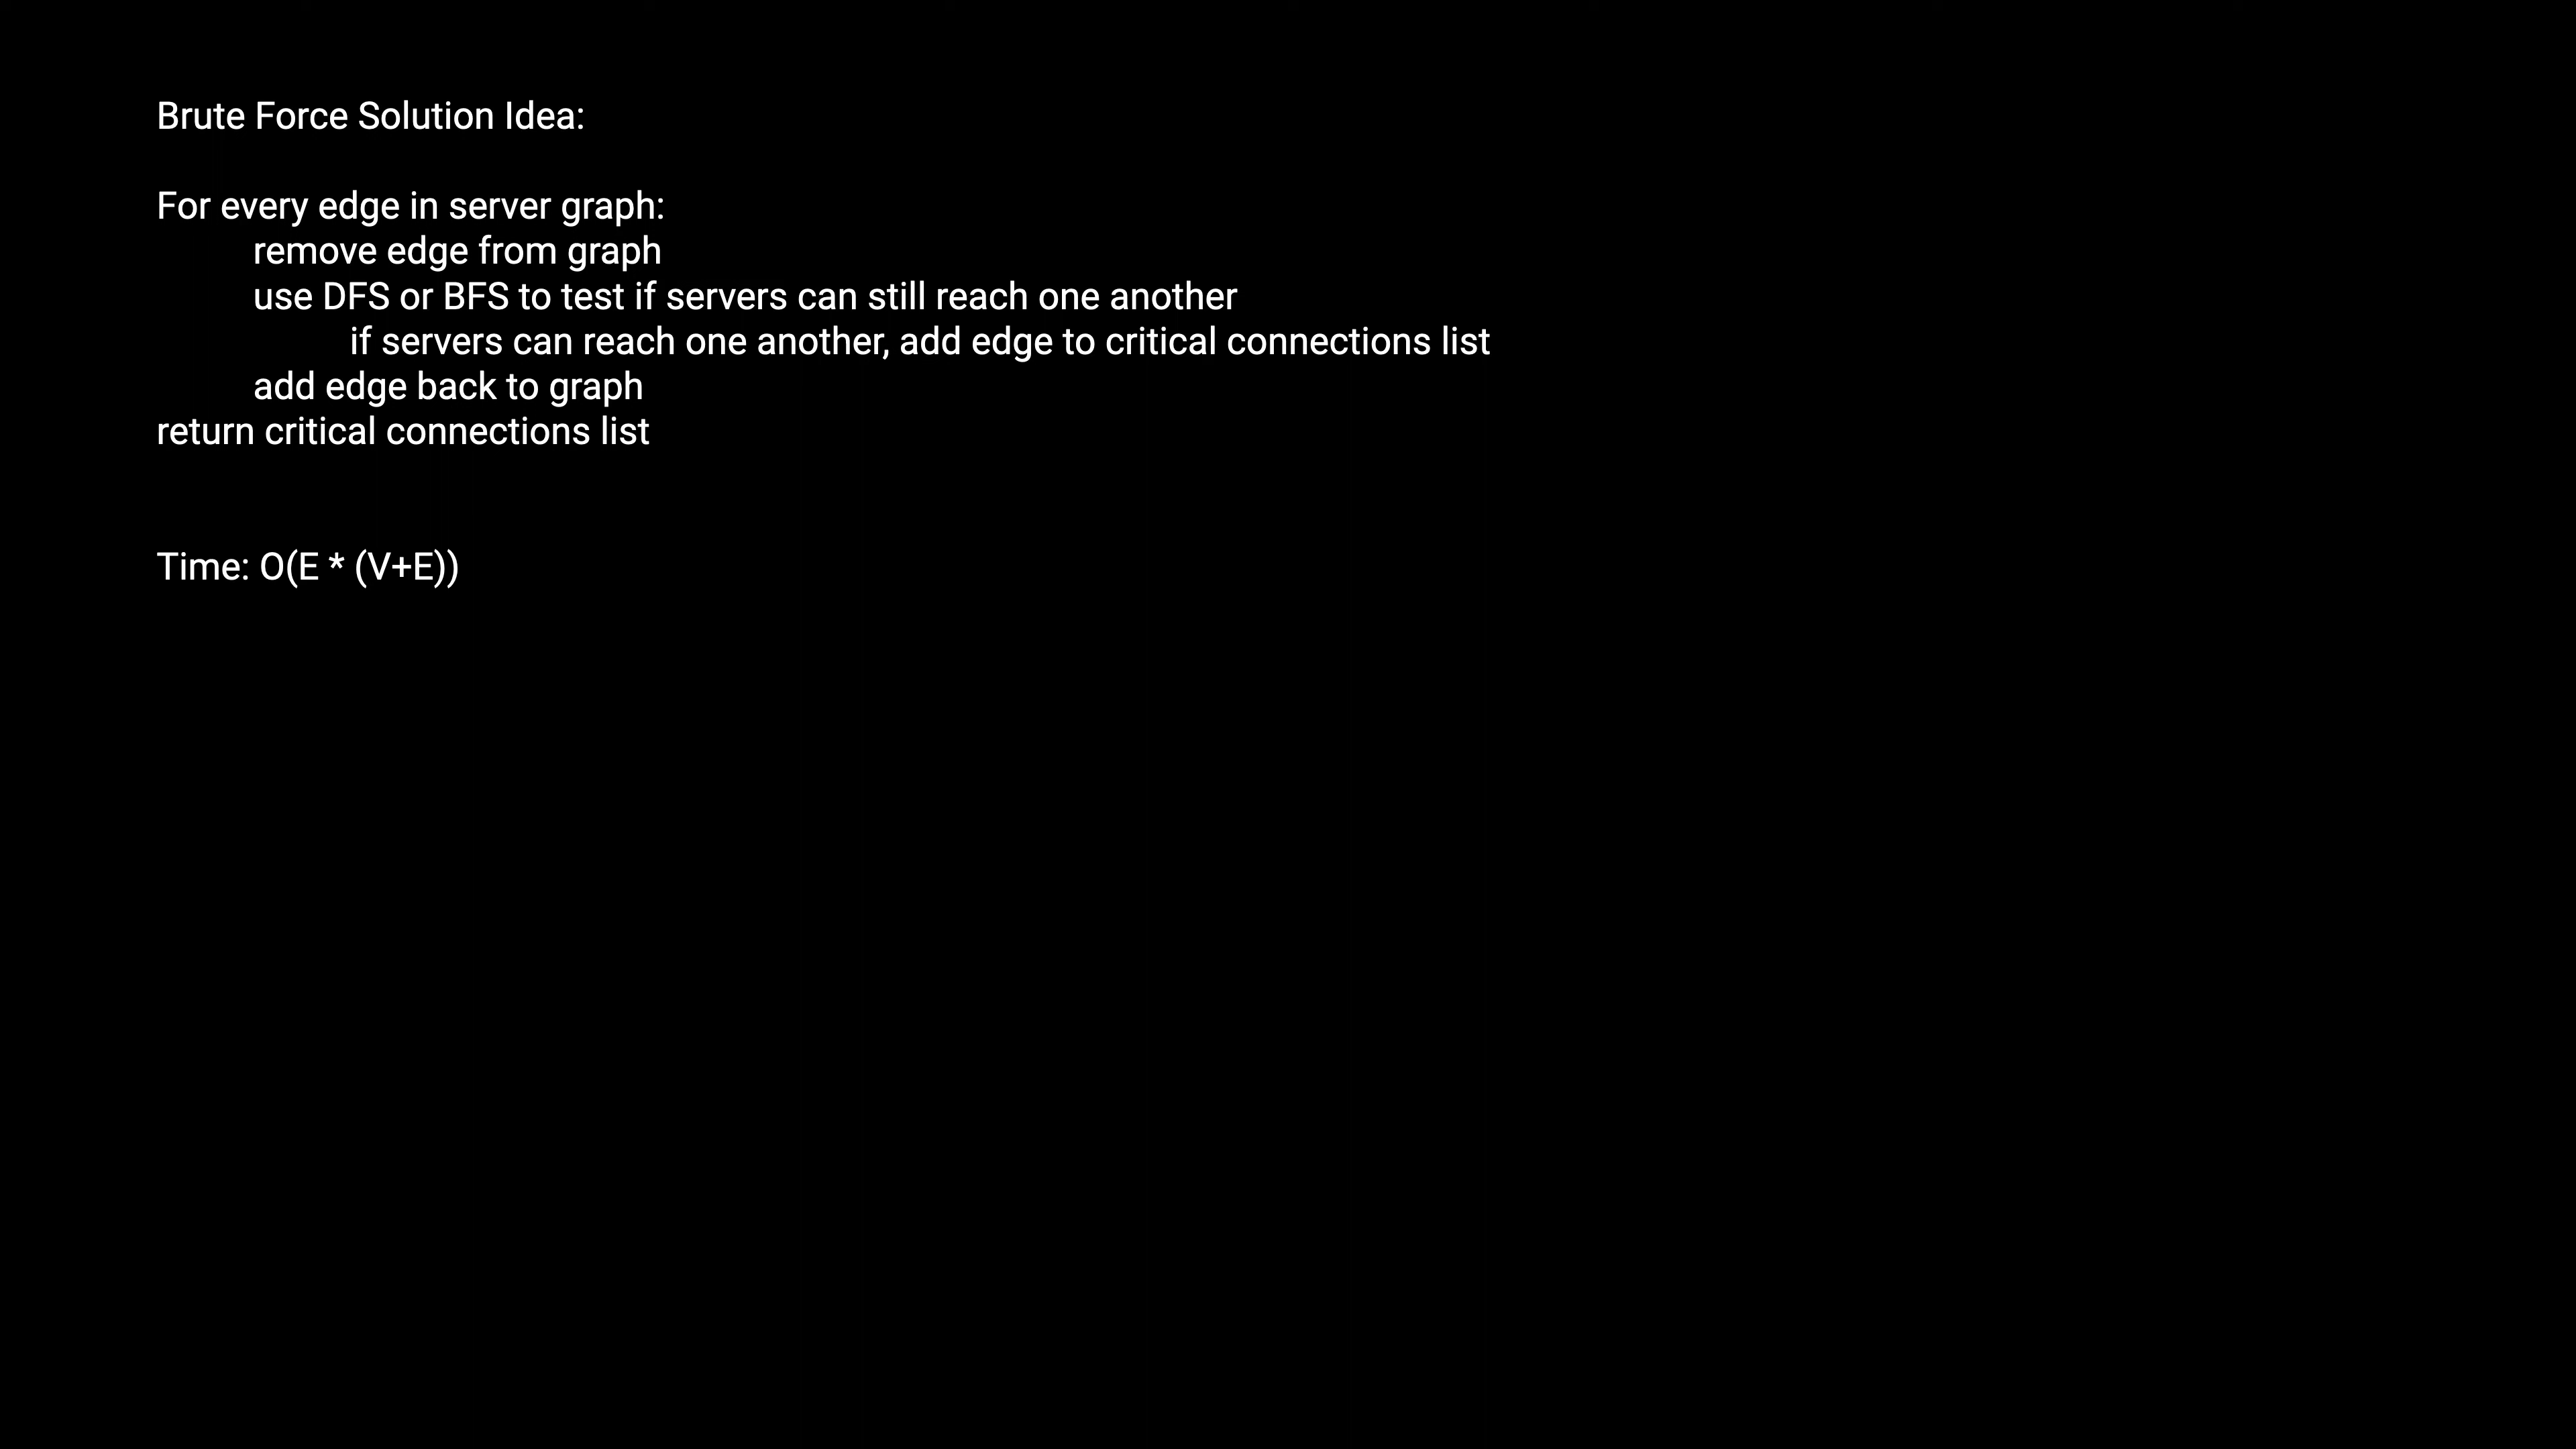 Brute Force Solution Idea:
For every edge in server graph:
remove edge from graph
use DFS or BFS to test if servers can still reach one another
if servers can reach one another, add edge to critical connections list
add edge back to graph
return critical connections list
Time: O(E * (V+E))